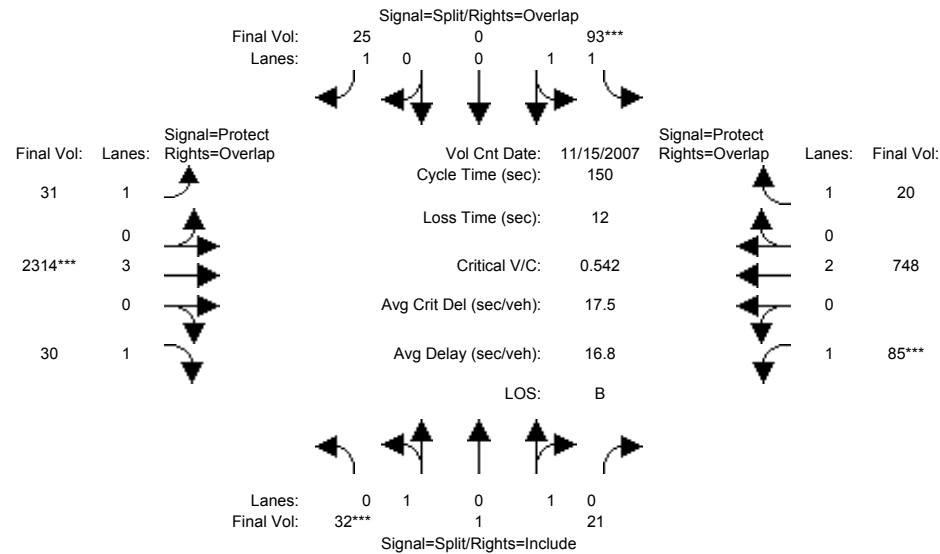 Signal=Split/Rights=Overlap
Final Vol: 25 0 93***
Lanes: 1 0 0 1 1
Signal=Protect Signal=Protect
Final Vol: Lanes: Rights=Overlap Vol Cnt Date: 11/15/2007 Rights=Overlap Lanes: Final Vol:
Cycle Time (sec): 150
31 1 1 20
Loss Time (sec): 12
0 0
2314*** 3 Critical V/C: 0.542 2 748
0 Avg Crit Del (sec/veh): 17.5 0
30 1 Avg Delay (sec/veh): 16.8 1 85***
LOS: B
Lanes: 0 1 0 1 0
Final Vol: 32*** 1 21
Signal=Split/Rights=Include